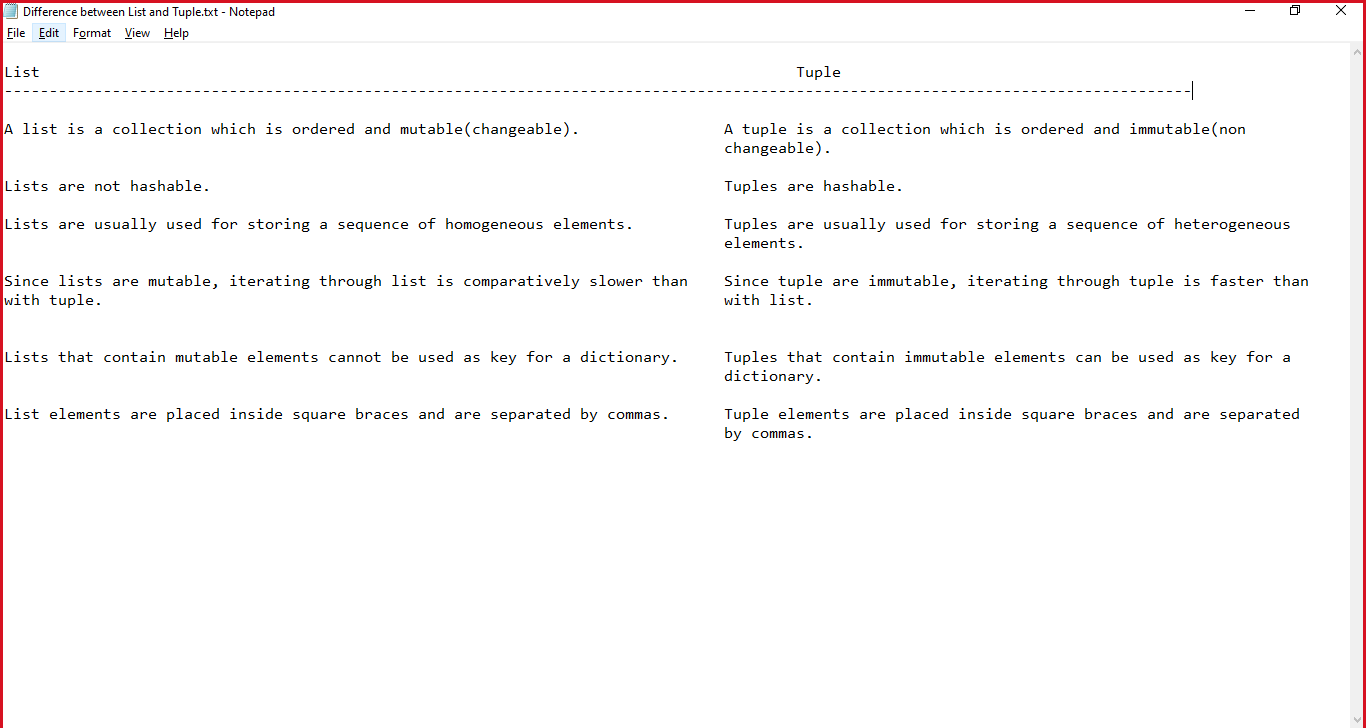 Difference between List and Tuple.txt - Notepad
File Edit Format View Help
List Tuple
------------------------------------------------------------------------------------------------------------------------------------
A list is a collection which is ordered and mutable(changeable). A tuple is a collection which is ordered and immutable(non
changeable).
Lists are not hashable. Tuples are hashable.
Lists are usually used for storing a sequence of homogeneous elements. Tuples are usually used for storing a sequence of heterogeneous
elements.
Since lists are mutable, iterating through list is comparatively slower than Since tuple are immutable, iterating through tuple is faster than
with tuple. with list.
Lists that contain mutable elements cannot be used as key for a dictionary. Tuples that contain immutable elements can be used as key for a
dictionary.
List elements are placed inside square braces and are separated by commas. Tuple elements are placed inside square braces and are separated
by commas.